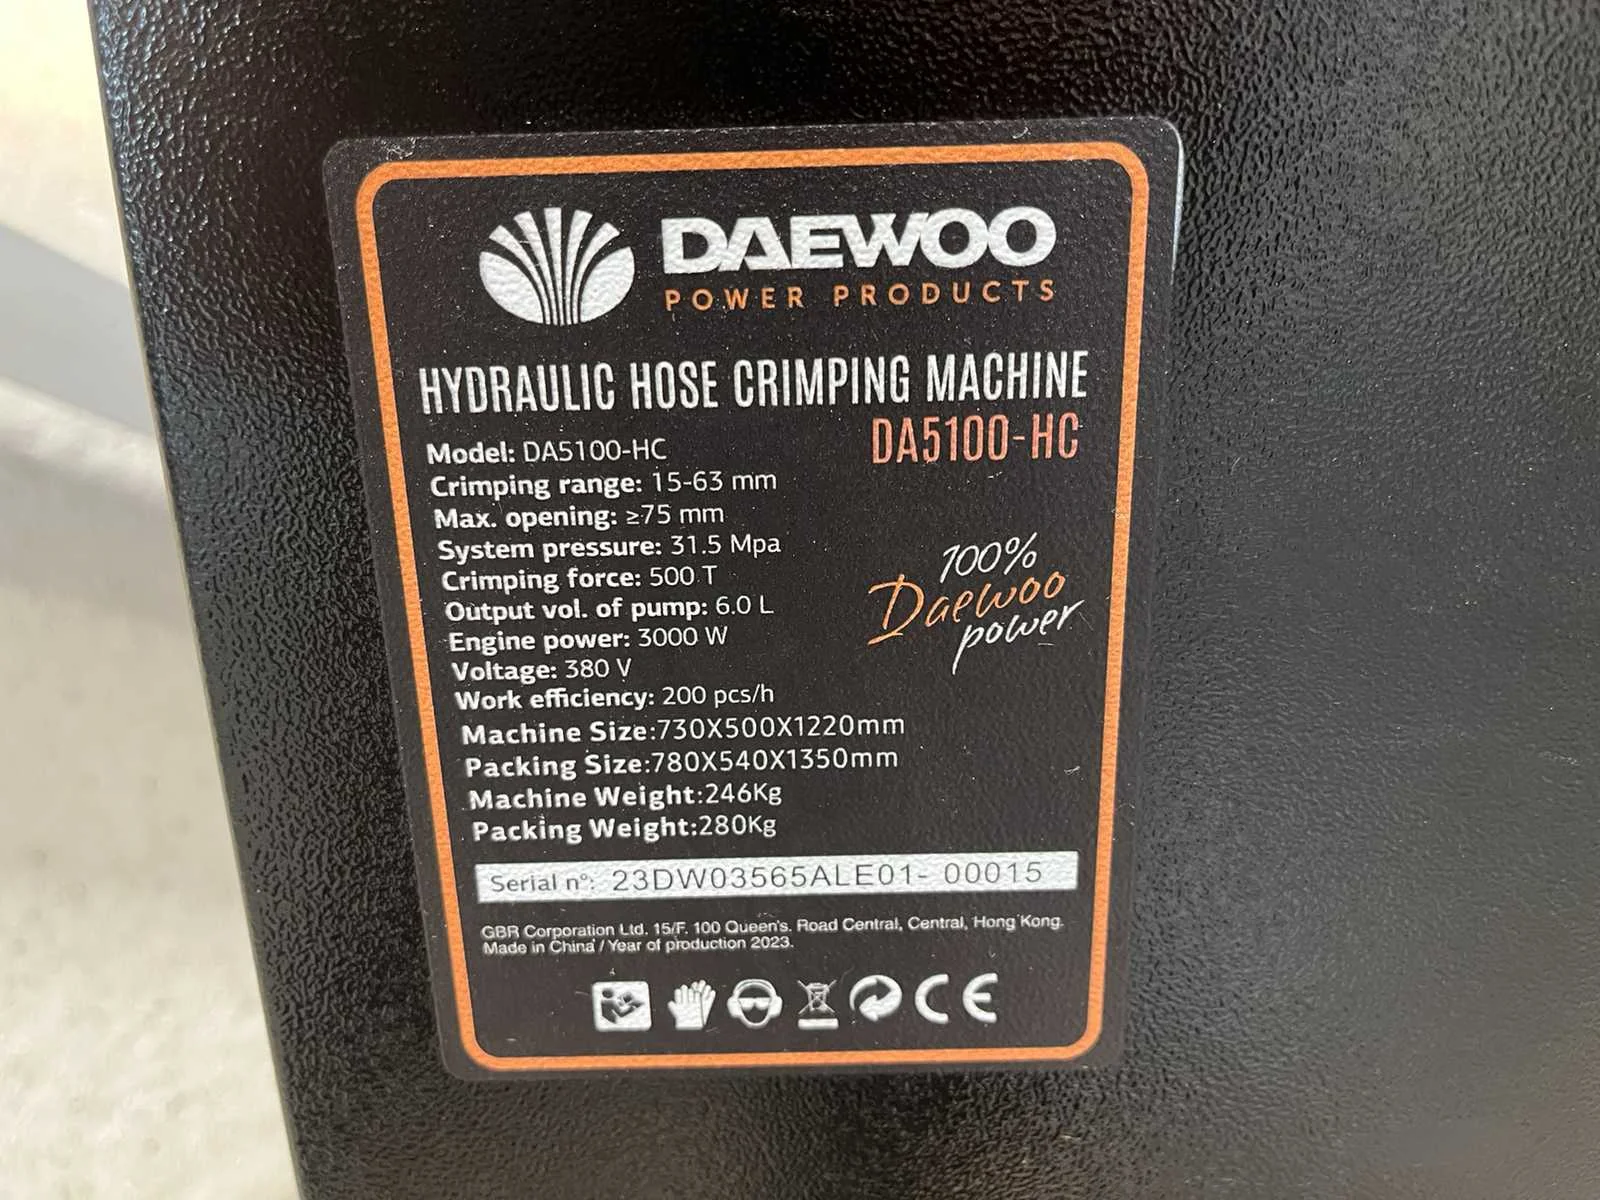 DAEWOO
POWER PRODUCTS
HYDRAULIC HOSE CRIMPING MACHINE
DA5100-HC
Model: DA5100-HC
Crimping range: 15-63 mm
Max. opening: ≥75 mm
System pressure: 31.5 Mpa
Crimping force: 500 T
Output vol. of pump: 6.0 L
Engine power: 3000 W
Voltage: 380 V
Work efficiency: 200 pcs/h
Machine Size:730X500X1220mm
Packing Size:780X540X1350mm
Machine Weight:246Kg
Packing Weight:280Kg
100%
Daewoo
power
Serial nº: 23DW03565ALE01- 00015
GBR Corporation Ltd. 15/F. 100 Queen's. Road Central, Central, Hong Kong.
Made in China / Year of production 2023.
CE